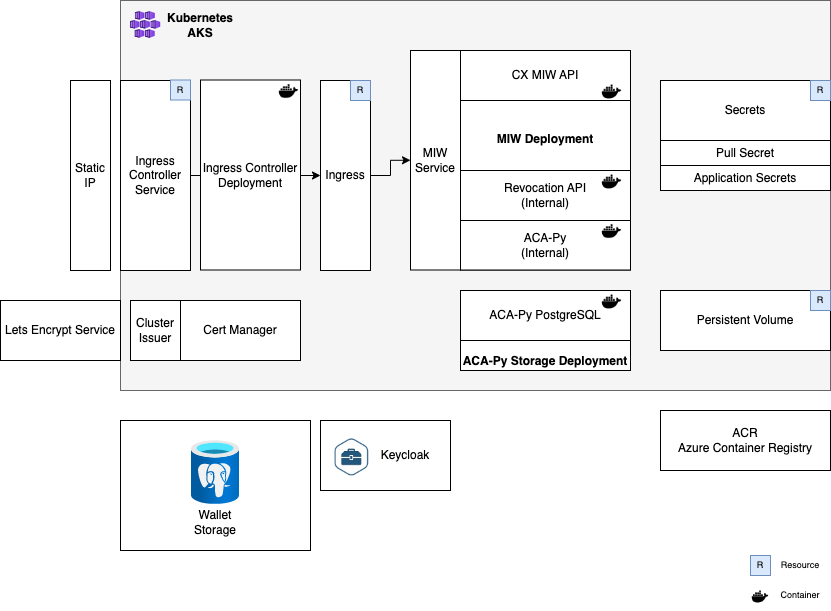 Kubernetes
AKS
R
R
R
Static
IP
Ingress
Controller
Service
Ingress Controller
Deployment
Ingress
MIW
Service
CX MIW API
MIW Deployment
Revocation API
(Internal)
ACA-Py
(Internal)
Secrets
Pull Secret
Application Secrets
Lets Encrypt Service
Cluster
Issuer
Cert Manager
ACA-Py PostgreSQL
ACA-Py Storage Deployment
R
Persistent Volume
Wallet
Storage
Keycloak
ACR
Azure Container Registry
R
Resource
Container